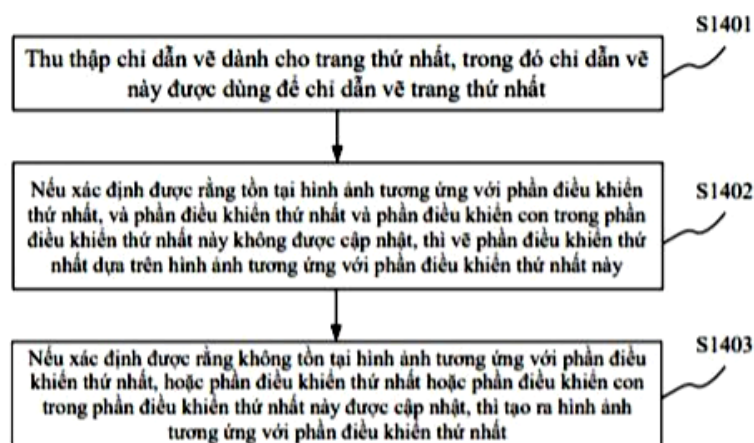 S1401
Thu thập chỉ dẫn vẽ dành cho trang thứ nhất, trong đó chỉ dẫn vẽ
này được dùng để chỉ dẫn vẽ trang thứ nhất
S1402
Nếu xác định được rằng tồn tại hình ảnh tương ứng với phần điều khiển
thứ nhất, và phần điều khiển thứ nhất và phần điều khiển con trong phần
điều khiển thứ nhất này không được cập nhật, thì vẽ phần điều khiển thứ
nhất dựa trên hình ảnh tương ứng với phần điều khiển thứ nhất này
S1403
Nếu xác định được rằng không tồn tại hình ảnh tương ứng với phần điều
khiển thứ nhất, hoặc phần điều khiển thứ nhất hoặc phần điều khiển con
trong phần điều khiển thứ nhất này được cập nhật, thì tạo ra hình ảnh
tương ứng với phần điều khiển thứ nhất